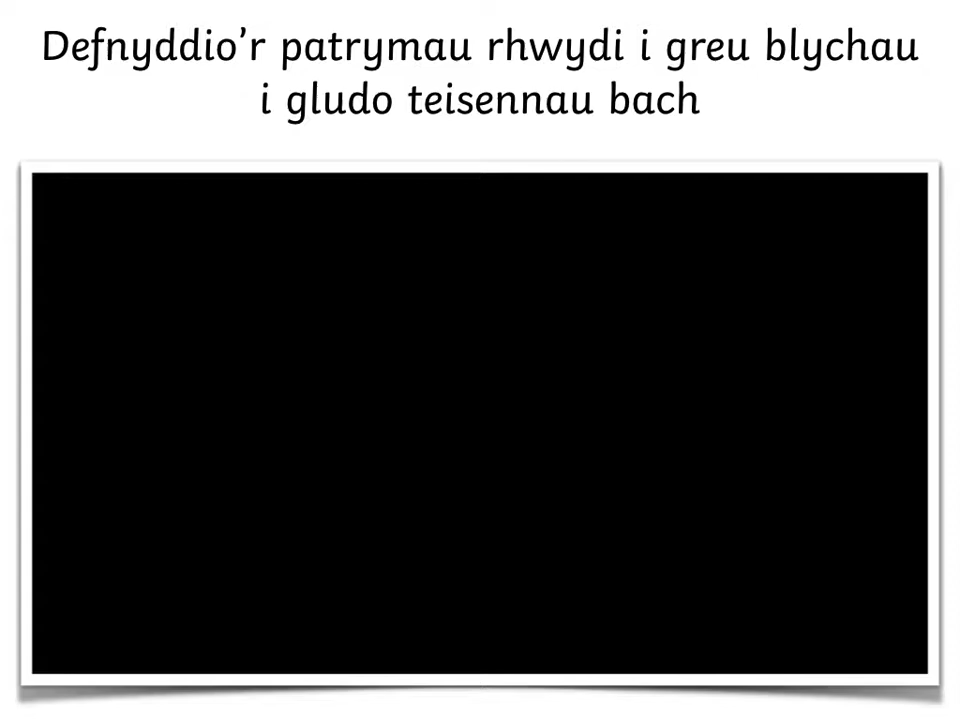 Defnyddio’r patrymau rhwydi i greu blychau
i gludo teisennau bach